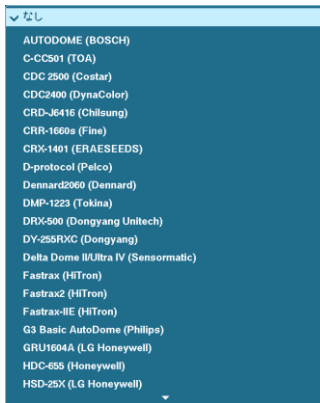 なし
AUTODOME (BOSCH)
C-CC501 (TOA)
CDC 2500 (Costar)
CDC2400 (DynaColor)
CRD-J6416 (Chilsung)
CRR-1660s (Fine)
CRX-1401 (ERAESEEDS)
D-protocol (Pelco)
Dennard2060 (Dennard)
DMP-1223 (Tokina)
DRX-500 (Dongyang Unitech)
DY-255RXC (Dongyang)
Delta Dome II/Ultra IV (Sensormatic)
Fastrax (HiTron)
Fastrax2 (HiTron)
Fastrax-IIE (HiTron)
G3 Basic AutoDome (Philips)
GRU1604A (LG Honeywell)
HDC-655 (Honeywell)
HSD-25X (LG Honeywell)